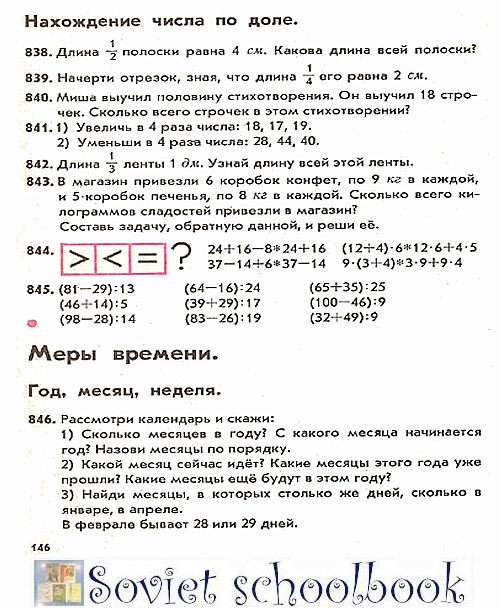 Нахождение числа по доле.
838. Длина 1/2 полоски равна 4 см. Какова длина всей полоски?
839. Начерти отрезок, зная, что длина 1/4 его равна 2 см.
840. Миша выучил половину стихотворения. Он выучил 18 стро-
чек. Сколько всего строчек в этом стихотворении?
841. 1) Увеличь в 4 раза числа: 18, 17, 19.
2) Уменьши в 4 раза числа: 28, 44, 40.
842. Длина 1/3 ленты 1 дм. Узнай длину всей этой ленты.
843. В магазин привезли 6 коробок конфет, по 9 кг в каждой,
и 5 коробок печенья, по 8 кг в каждой. Сколько всего ки-
лограммов сладостей привезли в магазин?
Составь задачу, обратную данной, и реши её.
844. > < = ? 24+16−8*24+16 (12+4)·6*12·6+4·5
37−14+6*37−14 9·(3+4)*3·9+9·4
845. (81−29):13 (64−16):24 (65+35):25
(46+14):5 (39+29):17 (100−46):9
(98−28):14 (83−26):19 (32+49):9
Меры времени.
Год, месяц, неделя.
846. Рассмотри календарь и скажи:
1) Сколько месяцев в году? С какого месяца начинается
год? Назови месяцы по порядку.
2) Какой месяц сейчас идёт? Какие месяцы этого года уже
прошли? Какие месяцы ещё будут в этом году?
3) Найди месяцы, в которых столько же дней, сколько в
январе, в апреле.
В феврале бывает 28 или 29 дней.
146
Soviet schoolbook